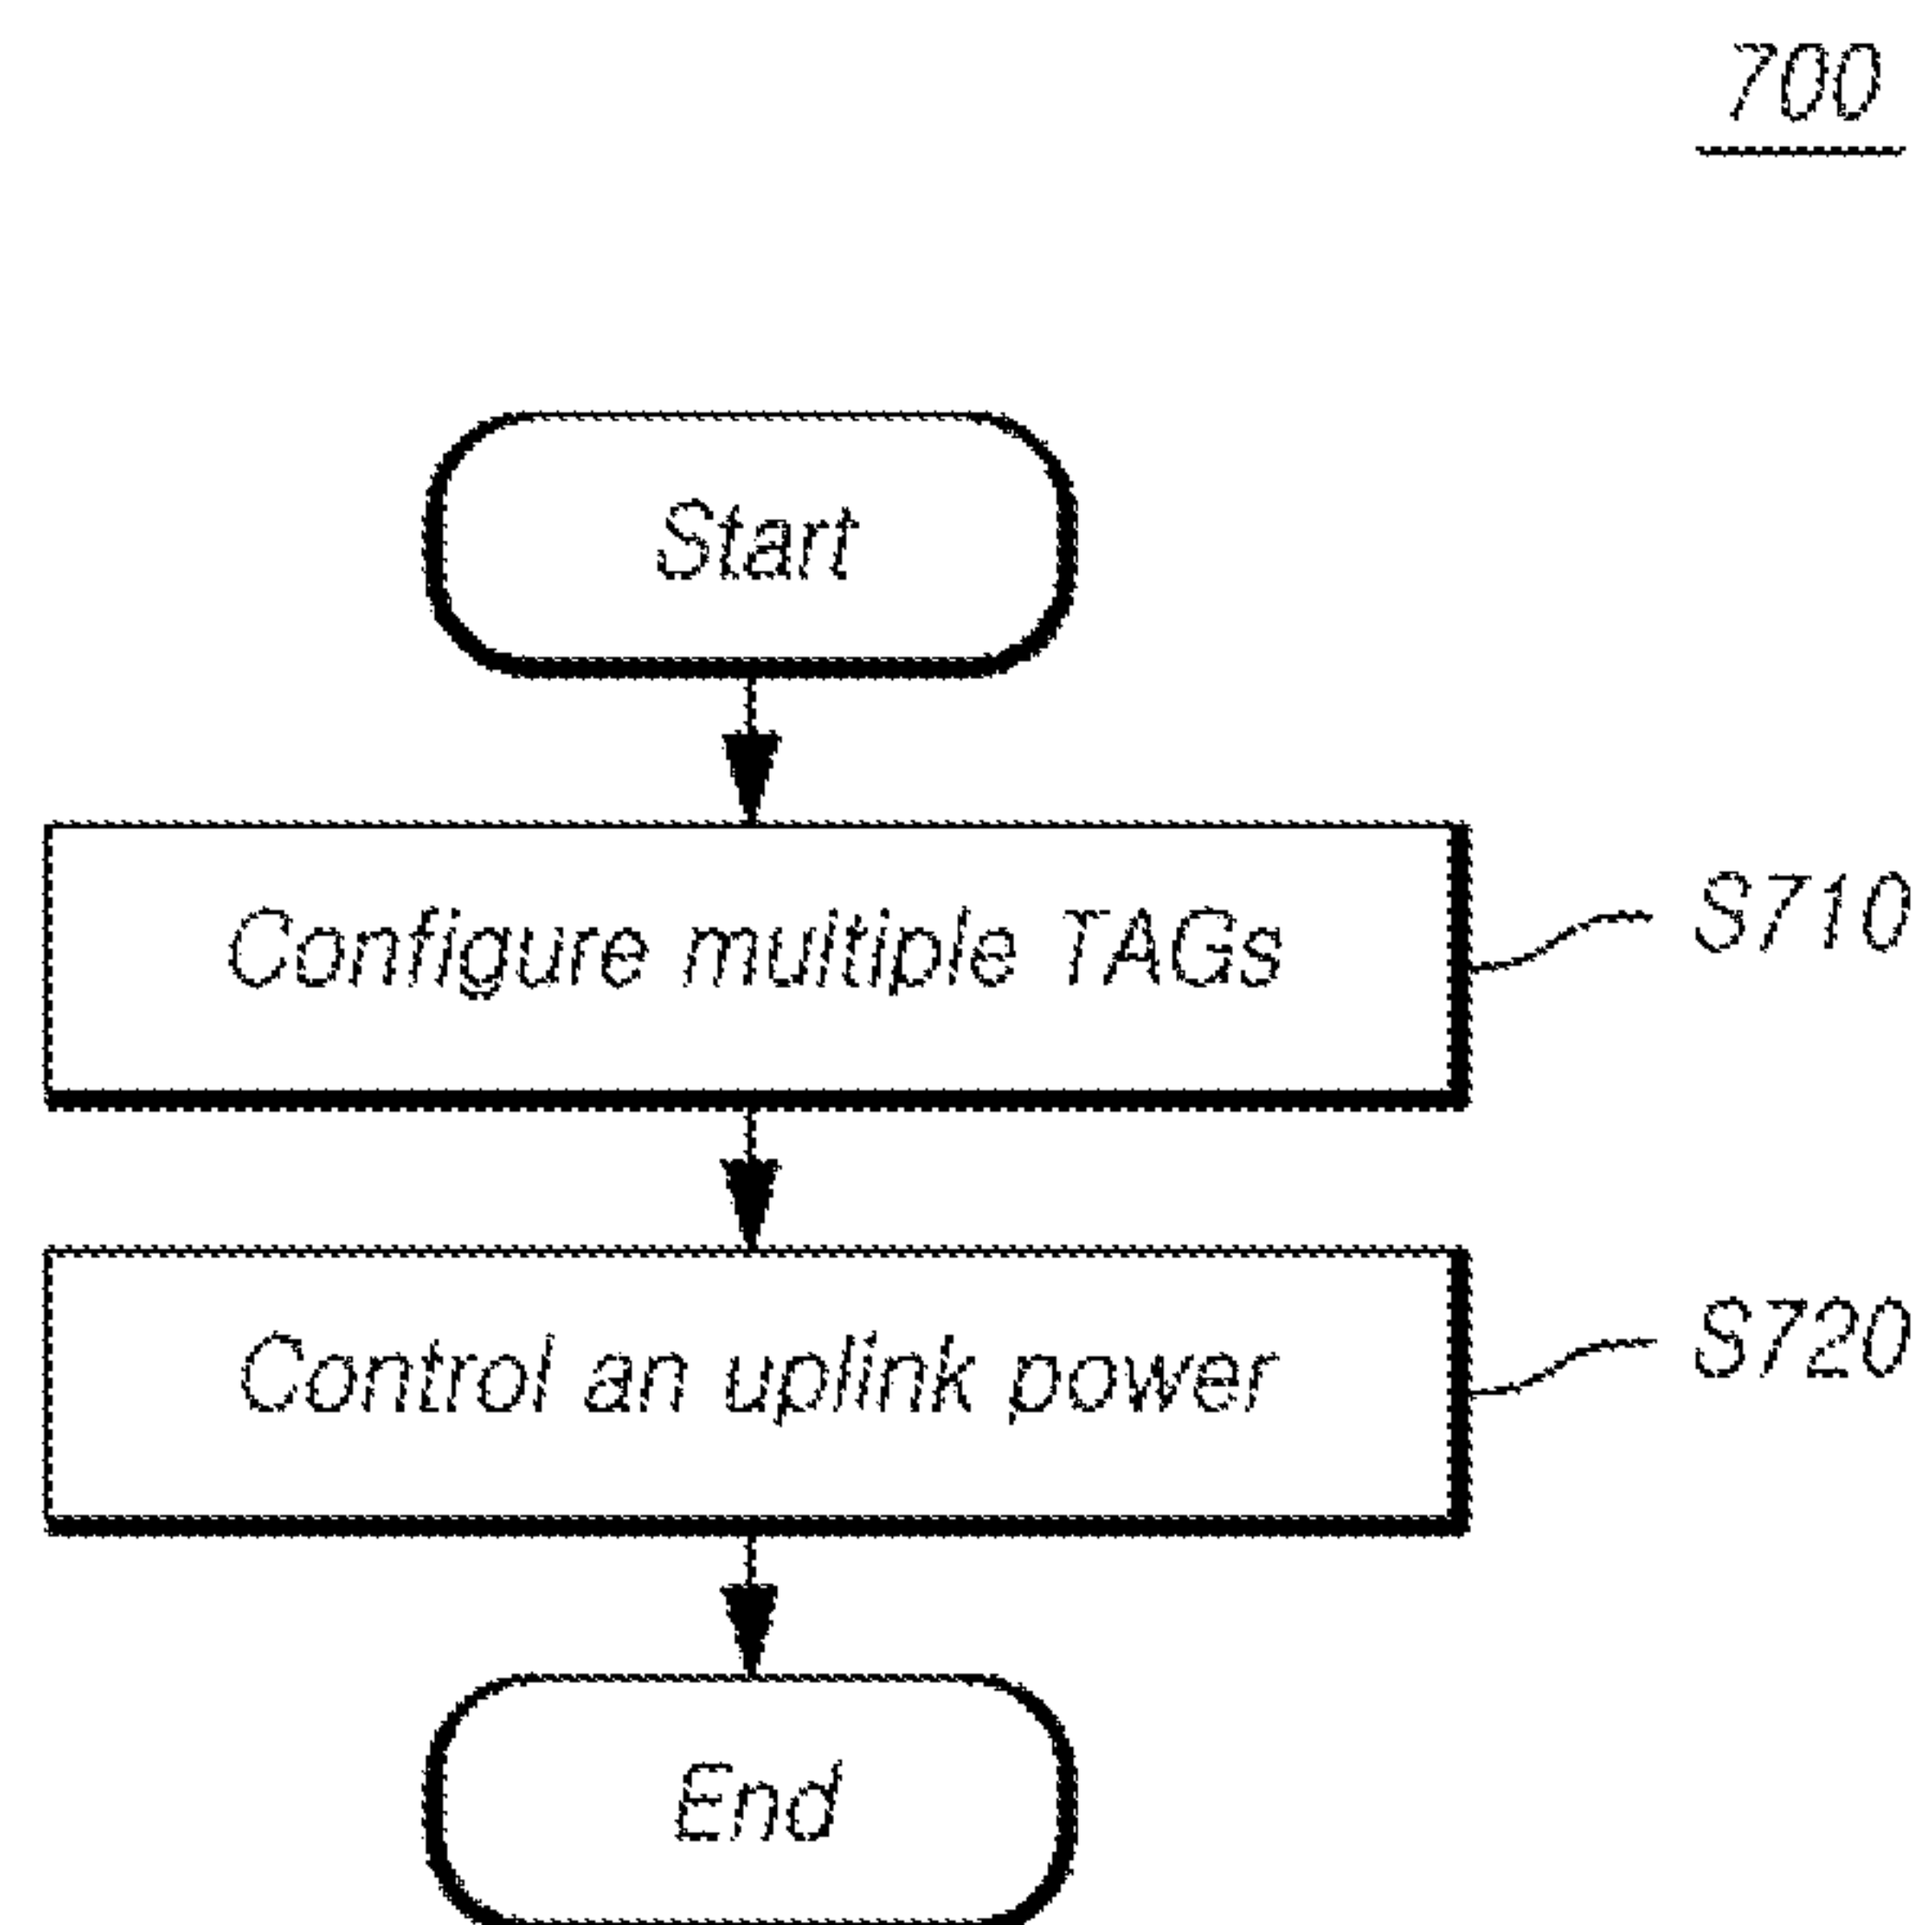 700
Start
Configure multiple TAGs
S710
Control an uplink power
S720
End